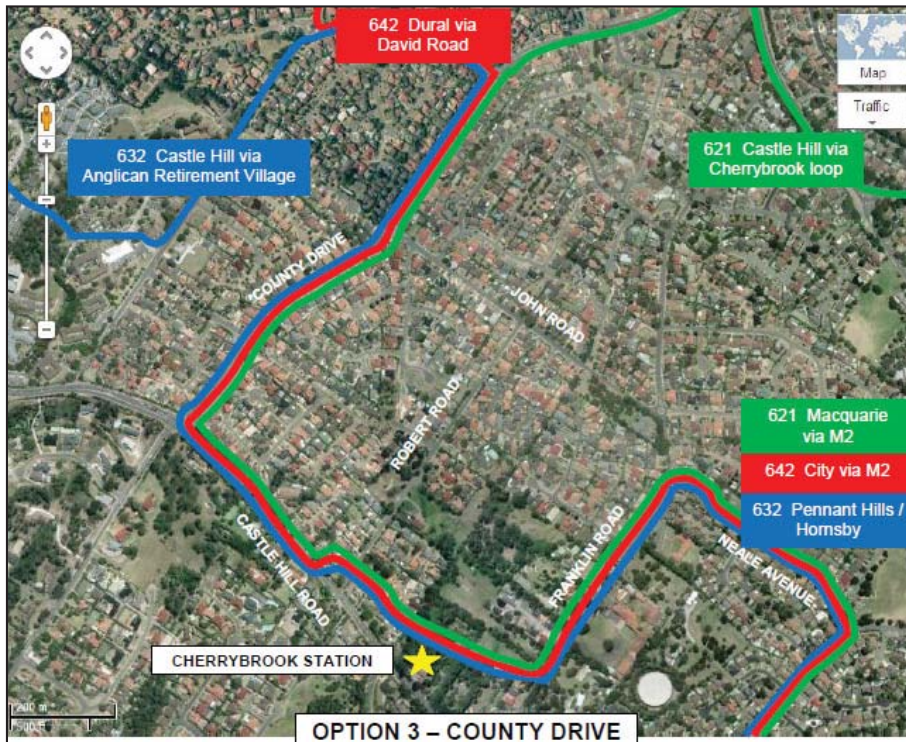 642 Dural via
David Road
Map
Traffic
632 Castle Hill via
Anglican Retirement Village
621 Castle Hill via
Cherrybrook loop
COUNTY DRIVE
JOHN ROAD
ROBERT ROAD
621 Macquarie
via M2
642 City via M2
632 Pennant Hills /
Hornsby
CASTLE HILL ROAD
FRANKLIN ROAD
NEALE AVENUE
CHERRYBROOK STATION
200 m
500 ft
OPTION 3 – COUNTY DRIVE